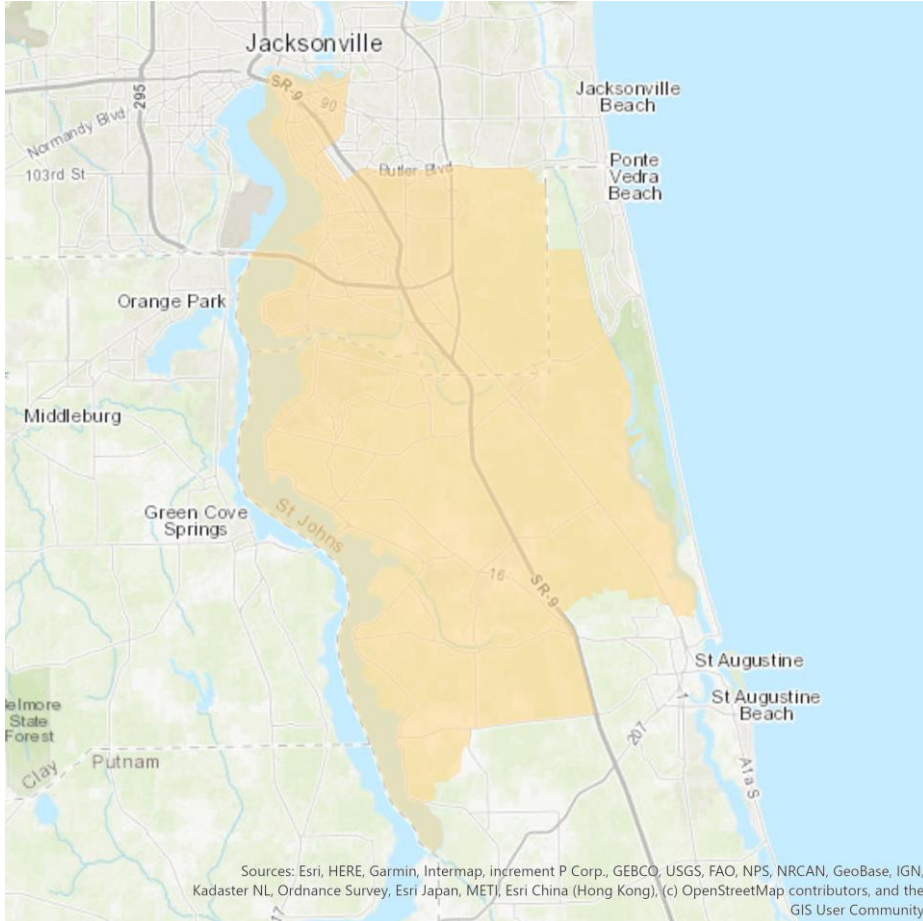 Jacksonville
SR-9
90
295
Jacksonville
Beach
Normandy Blvd
103rd St
Butler Blvd
Ponte
Vedra
Beach
Orange Park
Middleburg
Green Cove
Springs
St Johns
16
SR-9
St Augustine
1
St Augustine
Beach
elmore
State
Forest
207
Clay
Putnam
A1a S
17
Sources: Esri, HERE, Garmin, Intermap, increment P Corp., GEBCO, USGS, FAO, NPS, NRCAN, GeoBase, IGN,
Kadaster NL, Ordnance Survey, Esri Japan, METI, Esri China (Hong Kong), (c) OpenStreetMap contributors, and the
GIS User Community